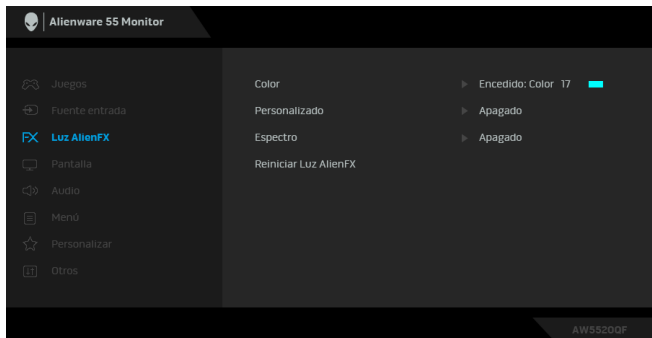 Alienware 55 Monitor
Juegos
Color
Encedido: Color 17
Fuente entrada
Personalizado
Apagado
FX Luz AlienFX
Espectro
Apagado
Pantalla
Reiniciar Luz AlienFX
Audio
Menú
Personalizar
Otros
AW5520QF